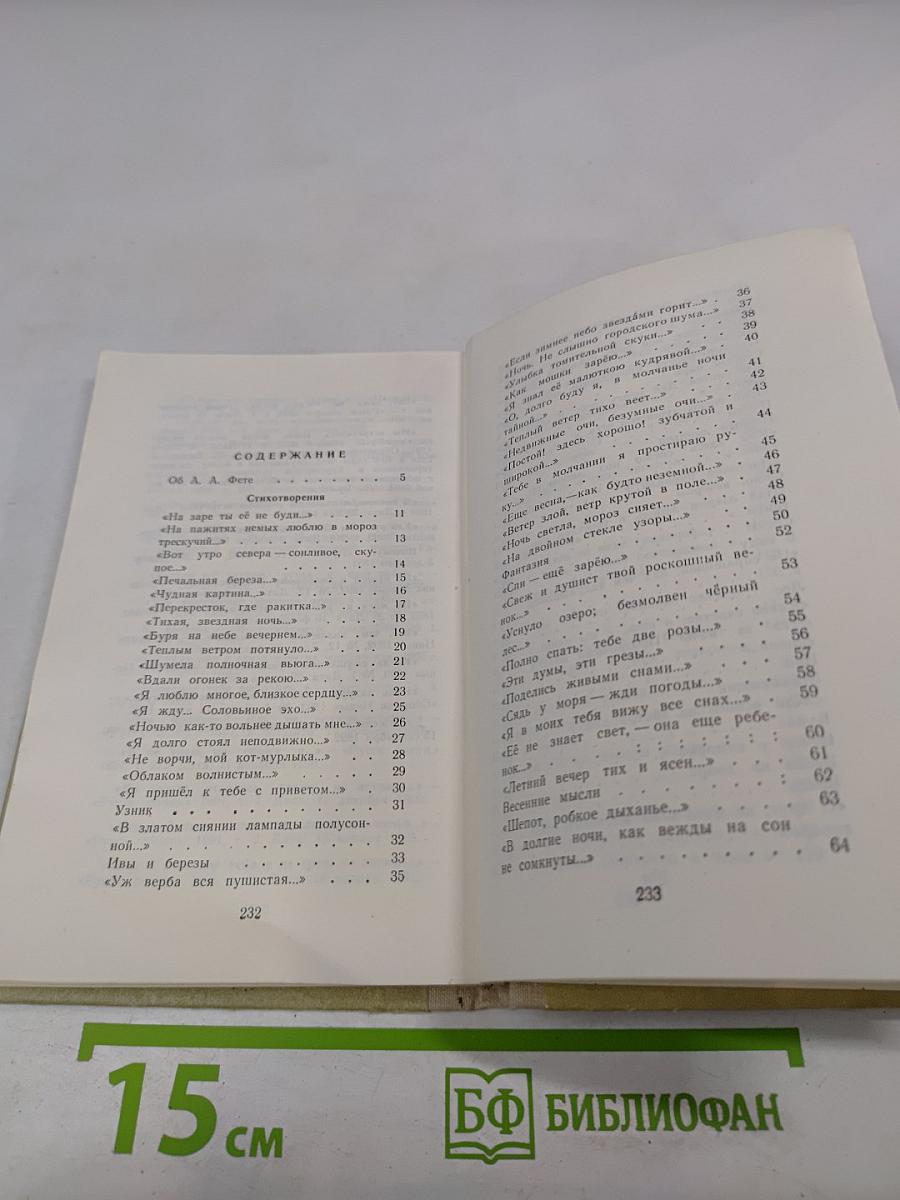 СОДЕРЖАНИЕ
Об А. А. Фете . . . . . . . . 5
Стихотворения
«На заре ты её не буди...» . . . . 11
«На пажитях немых люблю в мороз
трескучий...» . . . . . . . . . 13
«Вот утро севера — сонливое, ску-
пое...» . . . . . . . 14
«Печальная береза...» . . . . . 15
«Чудная картина...» . . . . . . 16
«Перекресток, где ракитка...» . . . 17
«Тихая, звездная ночь...» . . . . 18
«Буря на небе вечернем...» . . . . 19
«Теплым ветром потянуло...» . . . 20
«Шумела полночная вьюга...» . . . 21
«Вдали огонек за рекою...» . . . . 22
«Я люблю многое, близкое сердцу...» . 23
«Я жду... Соловьиное эхо...» . . . 25
«Ночью как-то вольнее дышать мне...» . 26
«Я долго стоял неподвижно...» . . . 27
«Не ворчи, мой кот-мурлыка...» . . 28
«Облаком волнистым...» . . . . . 29
«Я пришёл к тебе с приветом...» . 30
Узник . . . . . . . . . . 31
«В златом сиянии лампады полусон-
ной...» . . . . . . . . . . . 32
Ивы и березы . . . . . . . 33
«Уж верба вся пушистая...» . . . 35
232
«Если зимнее небо звезда́ми горит...» . 36
«Ночь. Не слышно городского шума...» 37
«Улыбка томительной скуки...» . . 38
«Как мошки зарёю...» . . . . . 39
«Я знал её малюткою кудрявой...» . 40
«О, долго буду я, в молчанье ночи
тайной...» . . . . . . . . . 41
«Теплый ветер тихо веет...» . . . 42
«Недвижные очи, безумные очи...» . 43
«Постой! здесь хорошо! зубчатой и
широкой...» . . . . . . . . 44
«Тебе в молчании я простираю ру-
ку...» . . . . . . . . . . 45
«Еще весна,—как будто неземной...» . 46
«Ветер злой, ветр крутой в поле...» . 47
«Ночь светла, мороз сияет...» . . . 48
«На двойном стекле узоры...» . . . 49
Фантазия . . . . . . . . . 50
«Спи — ещё зарёю...» . . . . . 52
«Свеж и душист твой роскошный ве-
нок...» . . . . . . . . . . 53
«Уснуло озеро; безмолвен чёрный
лес...» . . . . . . . . . . 54
«Полно спать: тебе две розы...» . 55
«Эти думы, эти грезы...» . . . . 56
«Поделись живыми снами...» . . . 57
«Сядь у моря — жди погоды...» . . 58
«Я в моих тебя вижу все снах...» . . 59
«Её не знает свет, — она еще ребе-
нок...» . : : : : : : : 60
«Летний вечер тих и ясен...» . . . 61
Весенние мысли . . . . . . : 62
«Шепот, робкое дыханье...» . . . . 63
«В долгие ночи, как вежды на сон
не сомкнуты...» . . . . . . . . 64
233
15 см
БФ БИБЛИОФАН